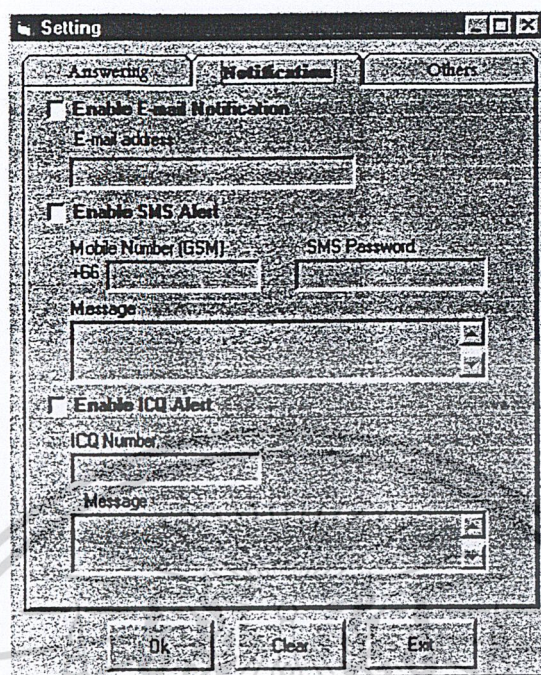 Setting
Answering Notification Others
Enable E-mail Notification
E-mail address
Enable SMS Alert
Mobile Number (GSM) SMS Password
+66
Message
Enable ICQ Alert
ICQ Number
Message
Ok Clear Exit